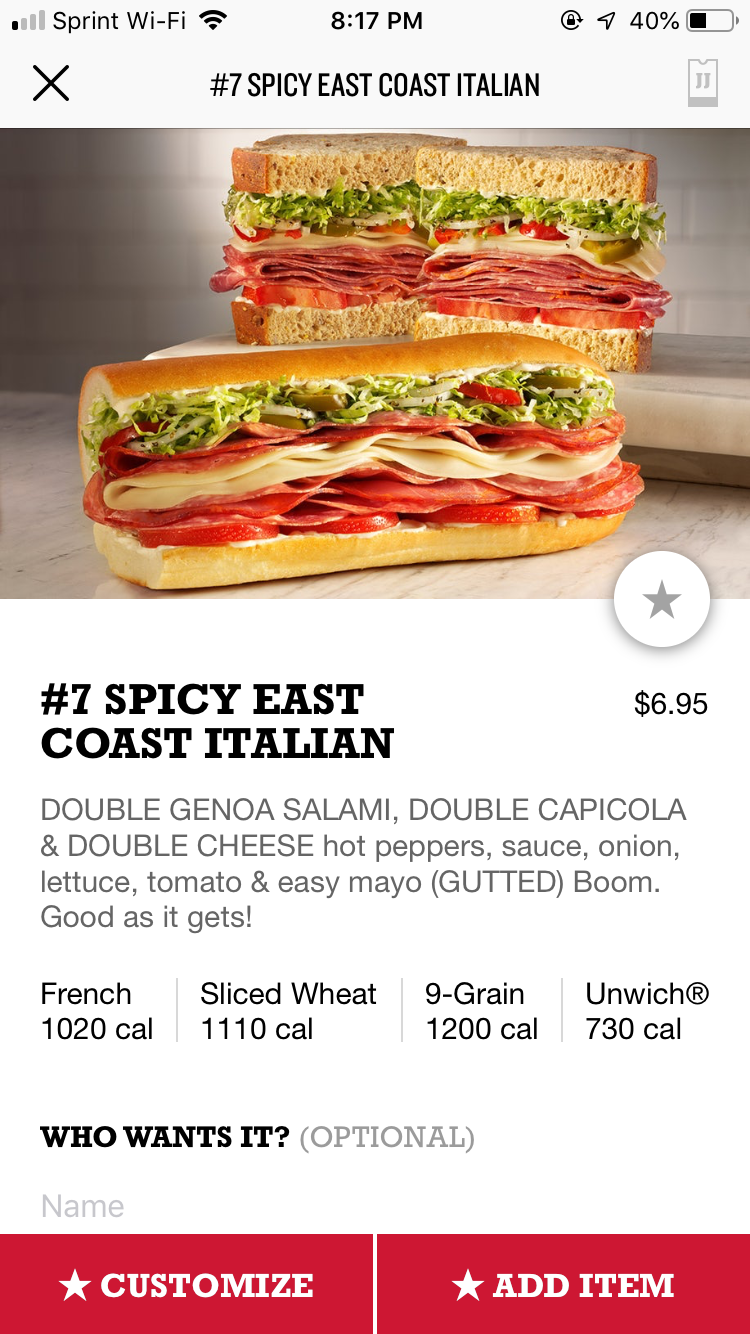 Sprint Wi-Fi 8:17 PM 40%
#7 SPICY EAST COAST ITALIAN
JJ
#7 SPICY EAST
COAST ITALIAN
$6.95
DOUBLE GENOA SALAMI, DOUBLE CAPICOLA
& DOUBLE CHEESE hot peppers, sauce, onion,
lettuce, tomato & easy mayo (GUTTED) Boom.
Good as it gets!
French Sliced Wheat 9-Grain Unwich®
1020 cal 1110 cal 1200 cal 730 cal
WHO WANTS IT? (OPTIONAL)
Name
CUSTOMIZE ADD ITEM